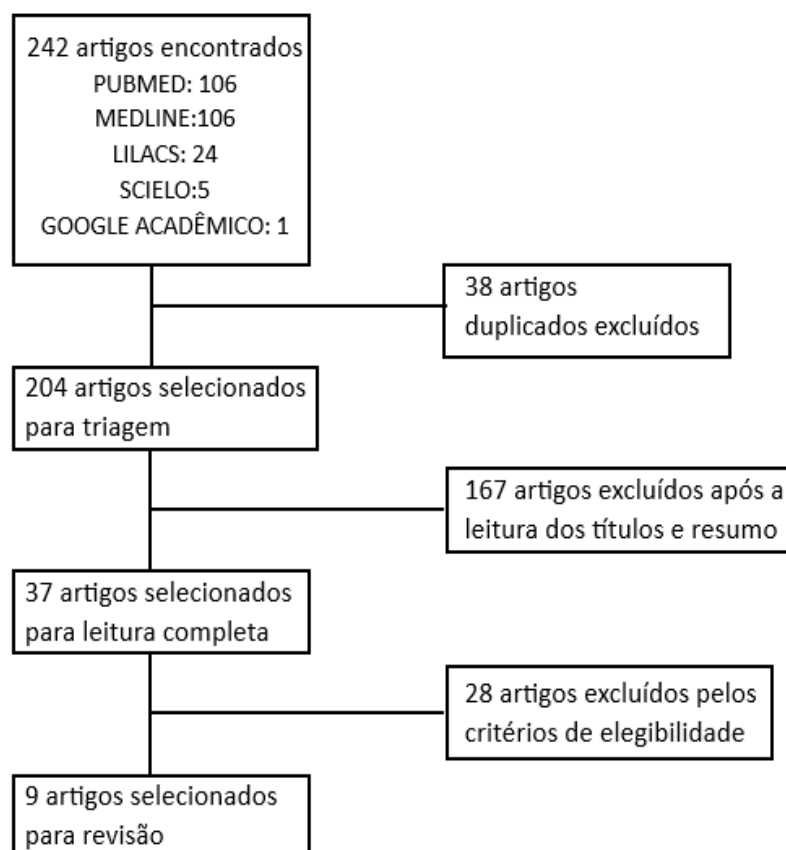 242 artigos encontrados
PUBMED: 106
MEDLINE:106
LILACS: 24
SCIELO:5
GOOGLE ACADÊMICO: 1
38 artigos
duplicados excluídos
204 artigos selecionados
para triagem
167 artigos excluídos após a
leitura dos títulos e resumo
37 artigos selecionados
para leitura completa
28 artigos excluídos pelos
critérios de elegibilidade
9 artigos selecionados
para revisão